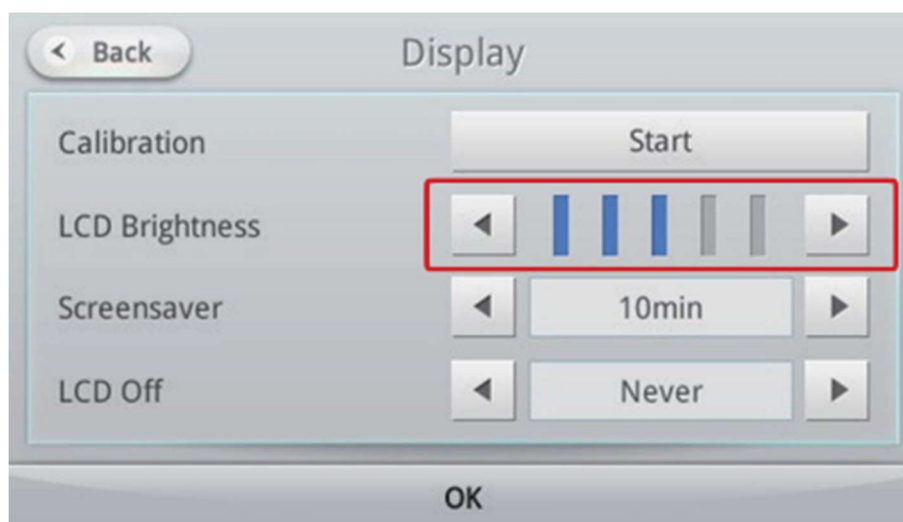 Back
Display
Calibration
Start
LCD Brightness
Screensaver
10min
LCD Off
Never
OK